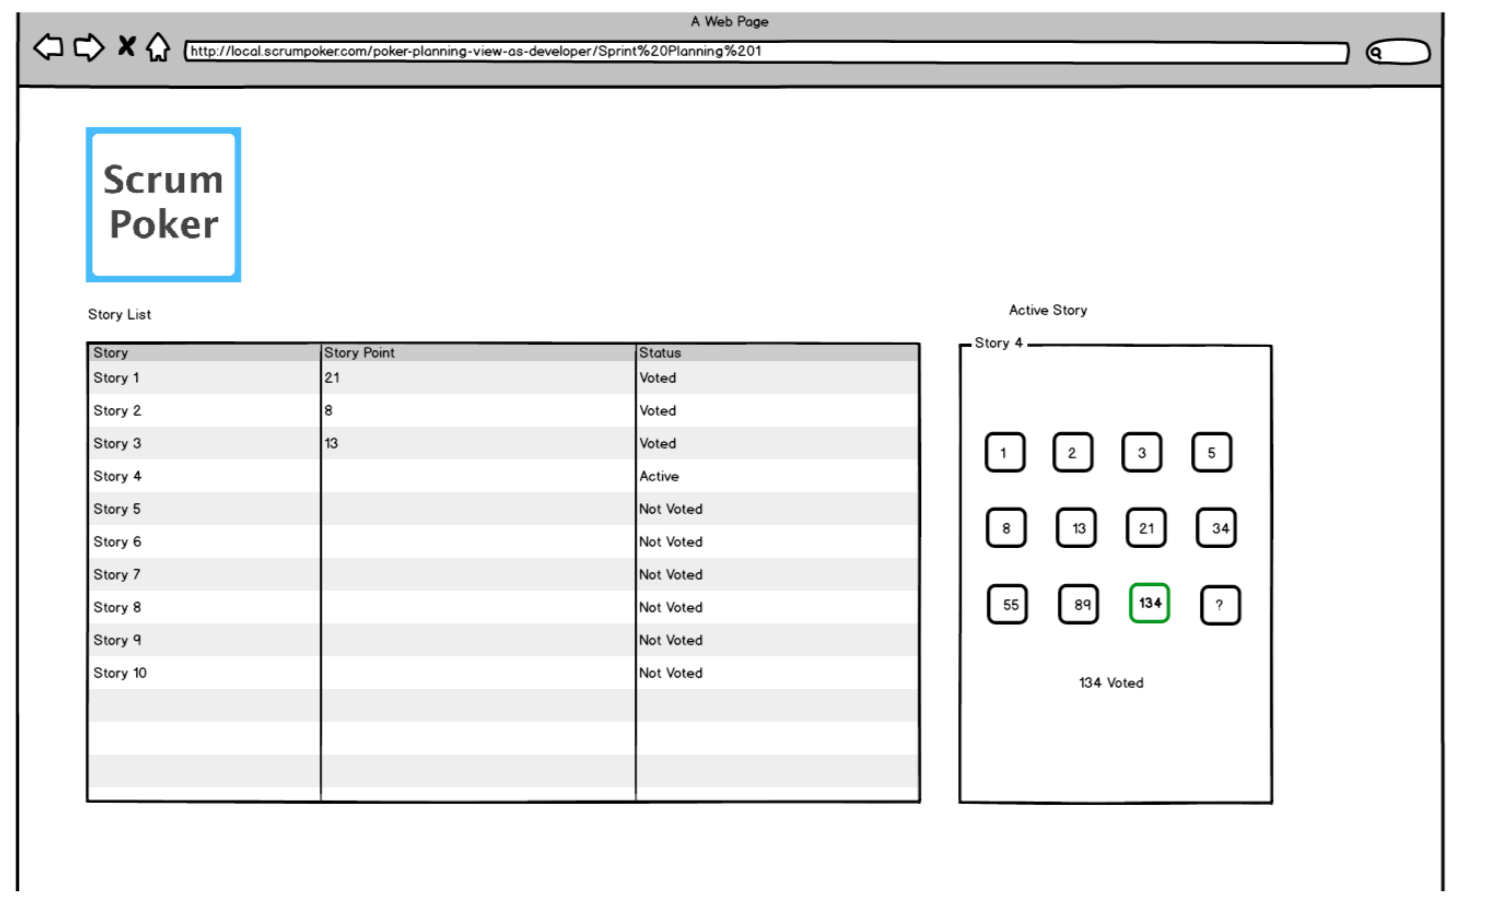 A Web Page
http://local.scrumpoker.com/poker-planning-view-as-developer/Sprint%20Planning%201
Scrum
Poker
Story List
Active Story
Story Story Point Status
Story 1 21 Voted
Story 2 8 Voted
Story 3 13 Voted
Story 4 Active
Story 5 Not Voted
Story 6 Not Voted
Story 7 Not Voted
Story 8 Not Voted
Story 9 Not Voted
Story 10 Not Voted
Story 4
1 2 3 5
8 13 21 34
55 89 134 ?
134 Voted